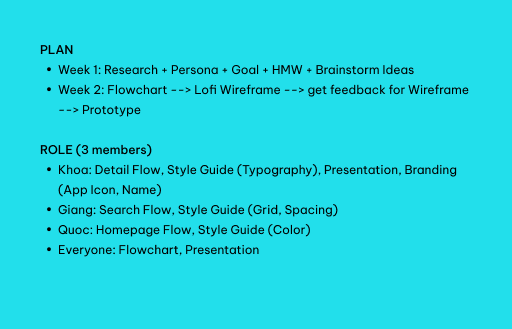 PLAN
• Week 1: Research + Persona + Goal + HMW + Brainstorm Ideas
• Week 2: Flowchart --> Lofi Wireframe --> get feedback for Wireframe
--> Prototype
ROLE (3 members)
• Khoa: Detail Flow, Style Guide (Typography), Presentation, Branding
(App Icon, Name)
• Giang: Search Flow, Style Guide (Grid, Spacing)
• Quoc: Homepage Flow, Style Guide (Color)
• Everyone: Flowchart, Presentation